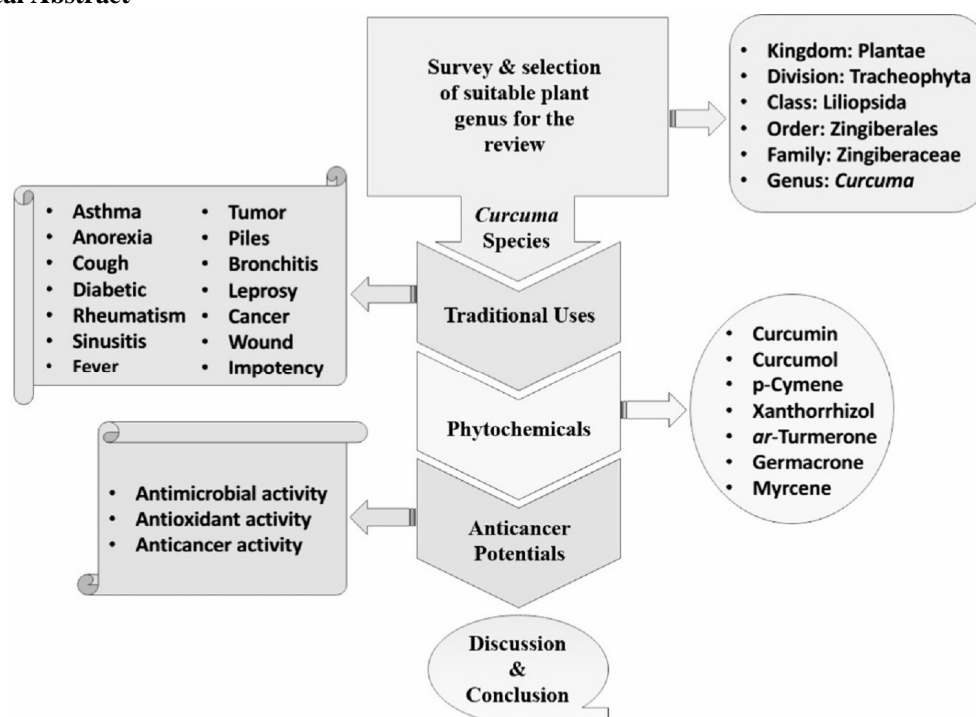 cal Abstract
Survey & selection
of suitable plant
genus for the
review
• Kingdom: Plantae
• Division: Tracheophyta
• Class: Liliopsida
• Order: Zingiberales
• Family: Zingiberaceae
• Genus: Curcuma
Curcuma
Species
• Asthma
• Anorexia
• Cough
• Diabetic
• Rheumatism
• Sinusitis
• Fever
• Tumor
• Piles
• Bronchitis
• Leprosy
• Cancer
• Wound
• Impotency
Traditional Uses
Phytochemicals
• Curcumin
• Curcumol
• p-Cymene
• Xanthorrhizol
• ar-Turmerone
• Germacrone
• Myrcene
• Antimicrobial activity
• Antioxidant activity
• Anticancer activity
Anticancer
Potentials
Discussion
&
Conclusion